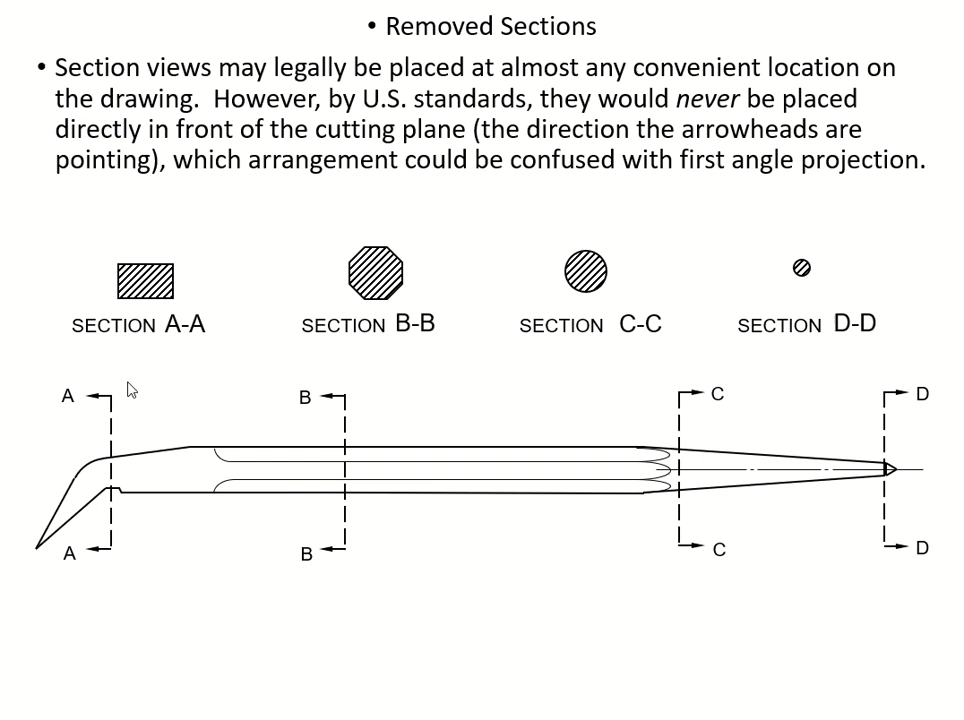 • Removed Sections
• Section views may legally be placed at almost any convenient location on
the drawing. However, by U.S. standards, they would never be placed
directly in front of the cutting plane (the direction the arrowheads are
pointing), which arrangement could be confused with first angle projection.
SECTION A-A
SECTION B-B
SECTION C-C
SECTION D-D
A
B
C
D
A
B
C
D